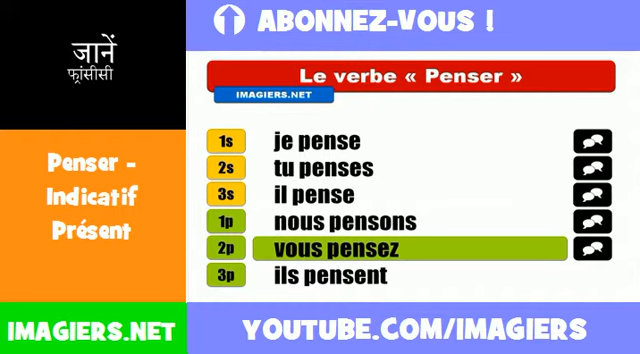 जानें
फ्रांसीसी
Penser -
Indicatif
Présent
IMAGIERS.NET
ABONNEZ-VOUS !
Le verbe « Penser »
IMAGIERS.NET
1s je pense
2s tu penses
3s il pense
1p nous pensons
2p vous pensez
3p ils pensent
YOUTUBE.COM/IMAGIERS